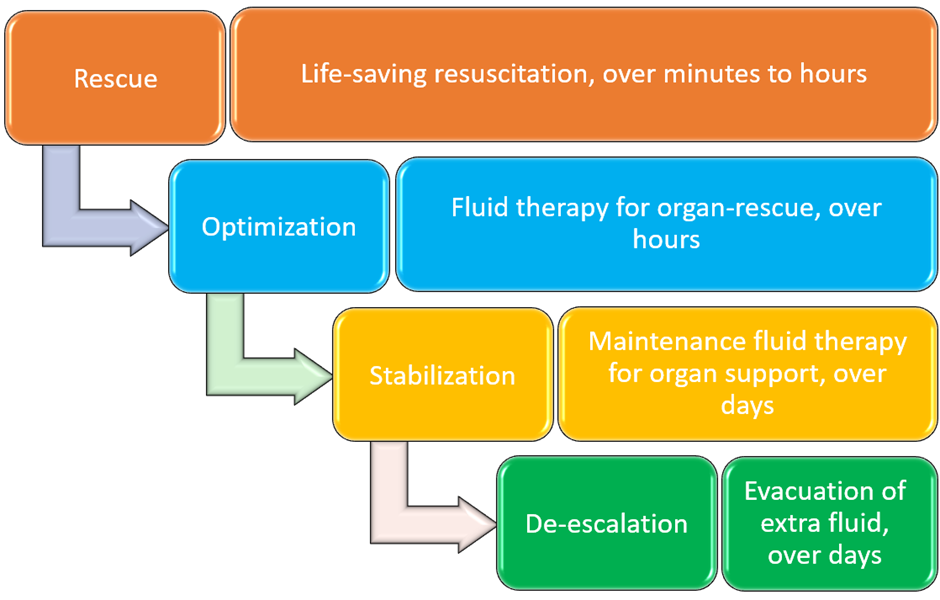 Rescue
Life-saving resuscitation, over minutes to hours
Optimization
Fluid therapy for organ-rescue, over
hours
Stabilization
Maintenance fluid therapy
for organ support, over
days
De-escalation
Evacuation of
extra fluid,
over days